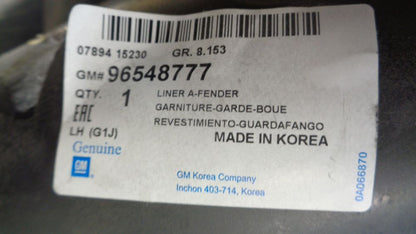 07894 15230 GR. 8.153
GM# 96548777
QTY. 1 LINER A-FENDER
GARNITURE-GARDE-BOUE
EAC REVESTIMIENTO-GUARDAFANGO
LH (G1J) MADE IN KOREA
Genuine
GM GM Korea Company
Inchon 403-714, Korea
0A066870